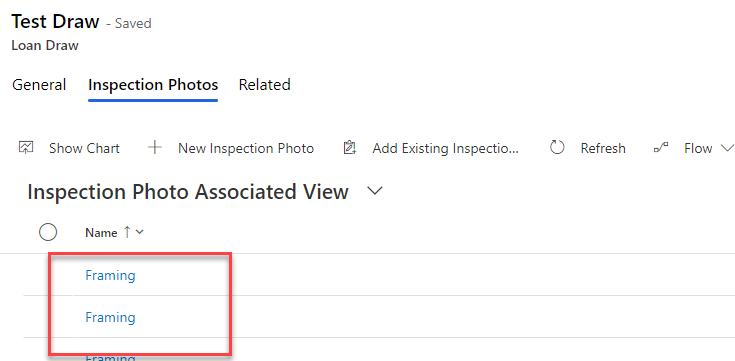 Test Draw - Saved
Loan Draw
General Inspection Photos Related
Show Chart New Inspection Photo Add Existing Inspectio... Refresh Flow
Inspection Photo Associated View
Name
Framing
Framing
Framing